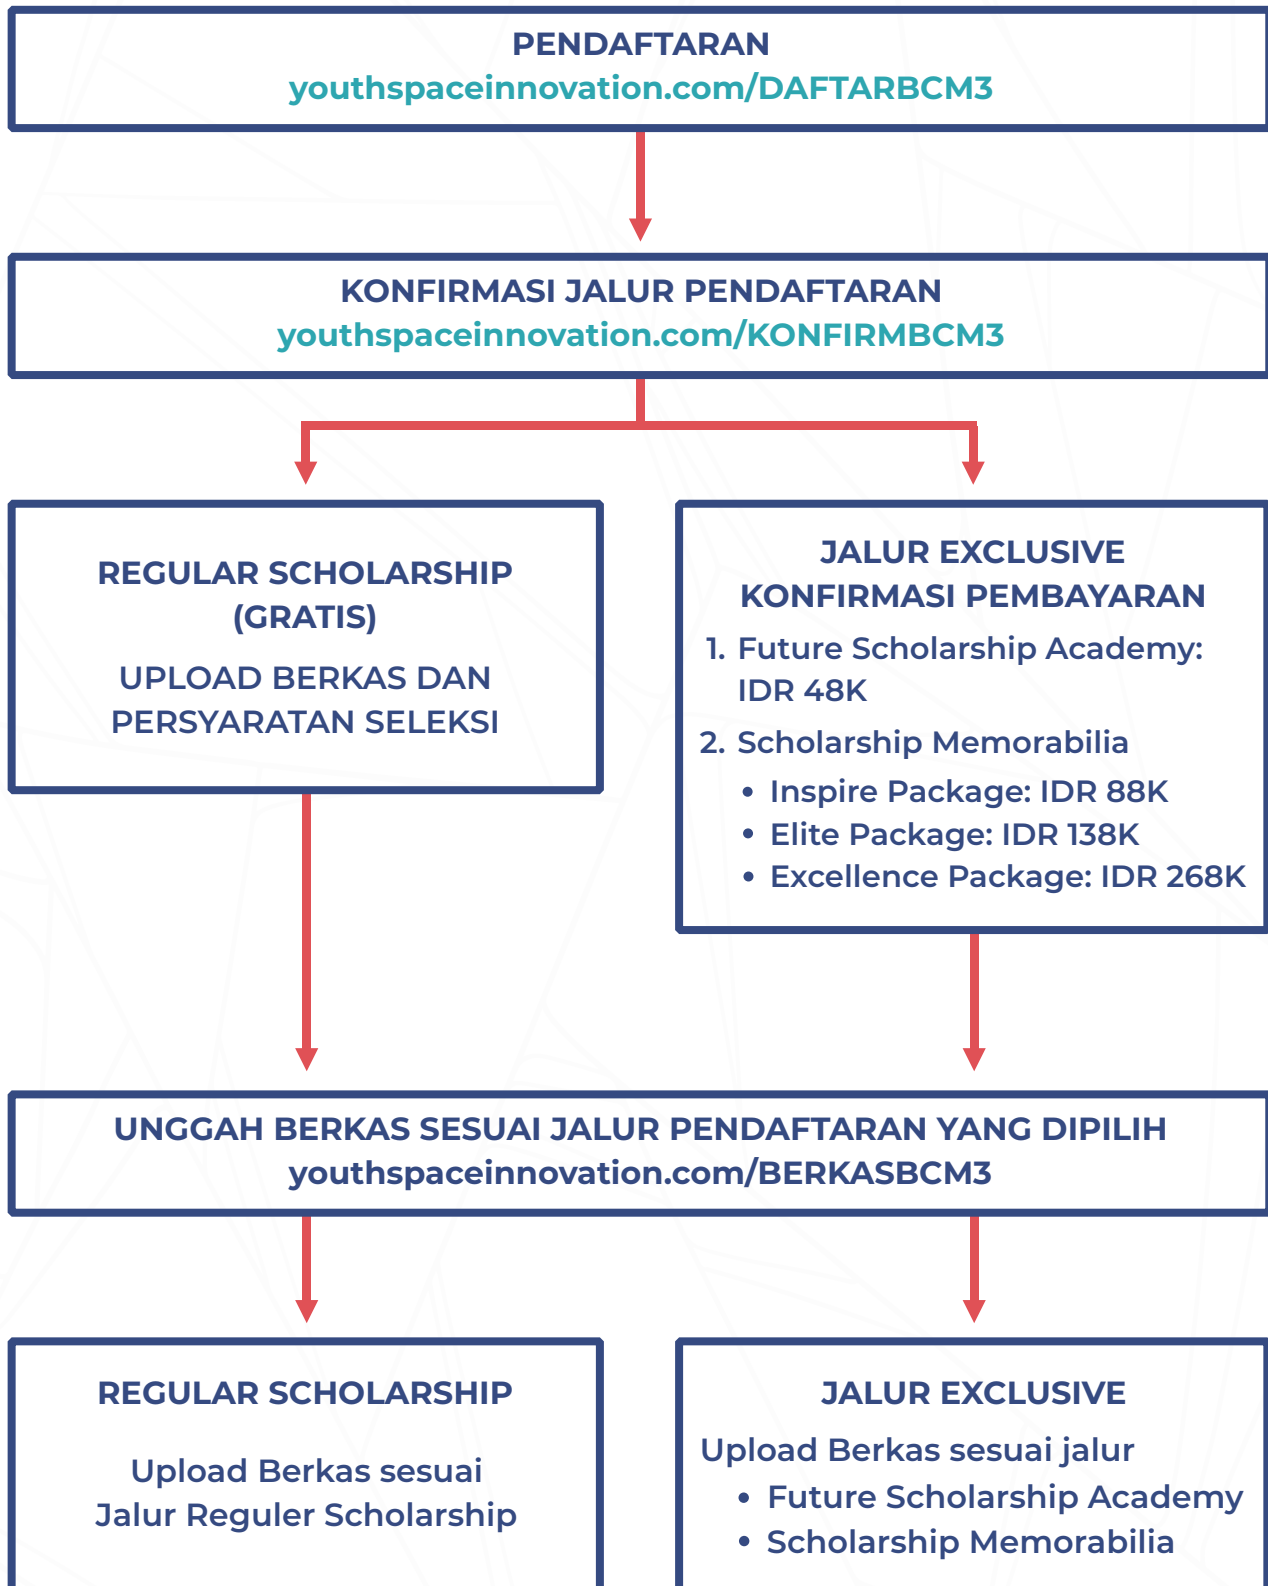 PENDAFTARAN
youthspaceinnovation.com/DAFTARBCM3
KONFIRMASI JALUR PENDAFTARAN
youthspaceinnovation.com/KONFIRMBCM3
REGULAR SCHOLARSHIP
(GRATIS)
UPLOAD BERKAS DAN
PERSYARATAN SELEKSI
JALUR EXCLUSIVE
KONFIRMASI PEMBAYARAN
1. Future Scholarship Academy:
IDR 48K
2. Scholarship Memorabilia
• Inspire Package: IDR 88K
• Elite Package: IDR 138K
• Excellence Package: IDR 268K
UNGGAH BERKAS SESUAI JALUR PENDAFTARAN YANG DIPILIH
youthspaceinnovation.com/BERKASBCM3
REGULAR SCHOLARSHIP
Upload Berkas sesuai
Jalur Reguler Scholarship
JALUR EXCLUSIVE
Upload Berkas sesuai jalur
• Future Scholarship Academy
• Scholarship Memorabilia